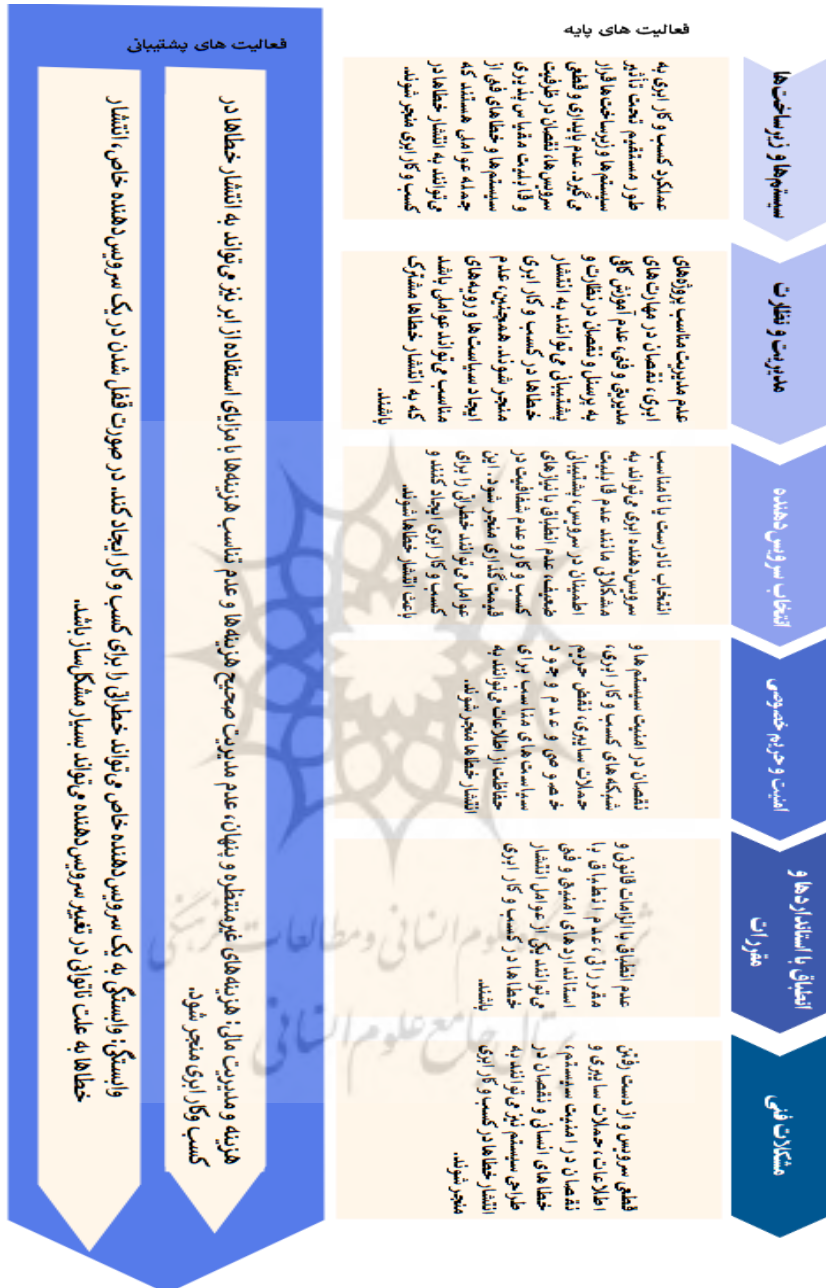 فعالیت های پایه
سیستم‌ها و زیرساخت‌ها
عملکرد کسب و کار ابری به
طور مستقیم تحت تأثیر
سیستم‌ها و زیرساخت‌ها قرار
می گیرد. عدم پایداری و قطعی
سرویس‌ها، نقصان در ظرفیت
و قابلیت مقیاس پذیری
سیستم‌ها و خطاهای فنی از
جمله عواملی هستند که
می‌توانند به انتشار خطاها در
کسب و کار ابری منجر شوند.
مدیریت و نظارت
عدم مدیریت مناسب پروژه‌های
ابری، نقصان در مهارت‌های
مدیریتی و فنی، عدم آموزش کافی
به پرسنل و نقصان در نظارت و
پشتیبانی می‌توانند به انتشار
خطاها در کسب و کار ابری
منجر شوند. همچنین، عدم
ایجاد سیاست‌ها و رویه‌های
مناسب می‌تواند عواملی باشد
که به انتشار خطاها مشترک
باشند.
انتخاب سرویس‌دهنده
انتخاب نادرست یا نامناسب
سرویس‌دهنده ابری می‌تواند به
مشکلاتی مانند عدم قابلیت
اطمینان در سرویس، پشتیبانی
ضعیف، عدم انطباق با نیازهای
کسب و کار و عدم شفافیت در
قیمت گذاری منجر شود. این
عوامل می‌توانند خطراتی را برای
کسب و کار ابری ایجاد کنند و
باعث انتشار خطاها شوند.
امنیت و حریم خصوصی
نقصان در امنیت سیستم ها و
شبکه‌های کسب و کار ابری،
حملات سایبری، نقض حریم
خصوصی و عدم وجود
سیاست‌های مناسب برای
حفاظت از اطلاعات می‌توانند به
انتشار خطاها منجر شوند.
انطباق با استانداردها و
مقررات
عدم انطباق با الزامات قانونی و
مقرراتی، عدم انطباق با
استانداردهای امنیتی و فنی
می‌توانند یکی از عوامل انتشار
خطاها در کسب و کار ابری
باشند.
مشکلات فنی
قطعی سرویس و از دست رفتن
اطلاعات، حملات سایبری و
نقصان در امنیت سیستم،
خطاهای انسانی و نقصان در
طراحی سیستم نیز می‌توانند به
انتشار خطاها در کسب و کار ابری
منجر شوند.
فعالیت های پشتیبانی
هزینه و مدیریت مالی: هزینه‌های غیرمنتظره و پنهان، عدم مدیریت صحیح هزینه‌ها و عدم تناسب هزینه‌ها با مزایای استفاده از ابر نیز می‌تواند به انتشار خطاها در
کسب وکار ابری منجر شود.
وابستگی: وابستگی به یک سرویس‌دهنده خاص می‌تواند خطراتی را برای کسب و کار ایجاد کند. در صورت قفل شدن در یک سرویس‌دهنده خاص، انتشار
خطاها به علت ناتوانی در تغییر سرویس‌دهنده می‌تواند بسیار مشکل‌ساز باشد.
پژوهشگاه علوم انسانی و مطالعات فرهنگی
پرتال جامع علوم انسانی